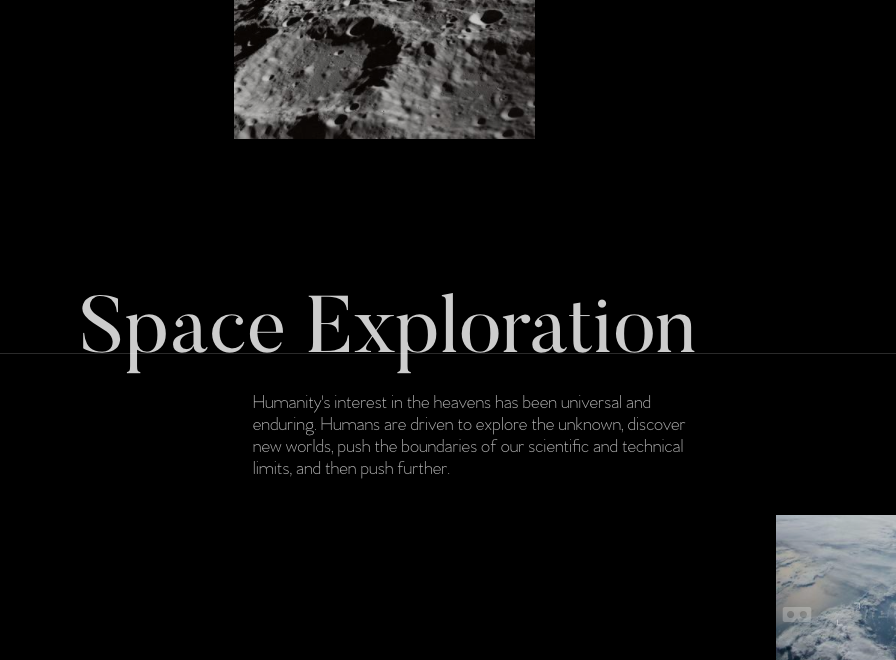 Space Exploration
Humanity's interest in the heavens has been universal and
enduring. Humans are driven to explore the unknown, discover
new worlds, push the boundaries of our scientific and technical
limits, and then push further.